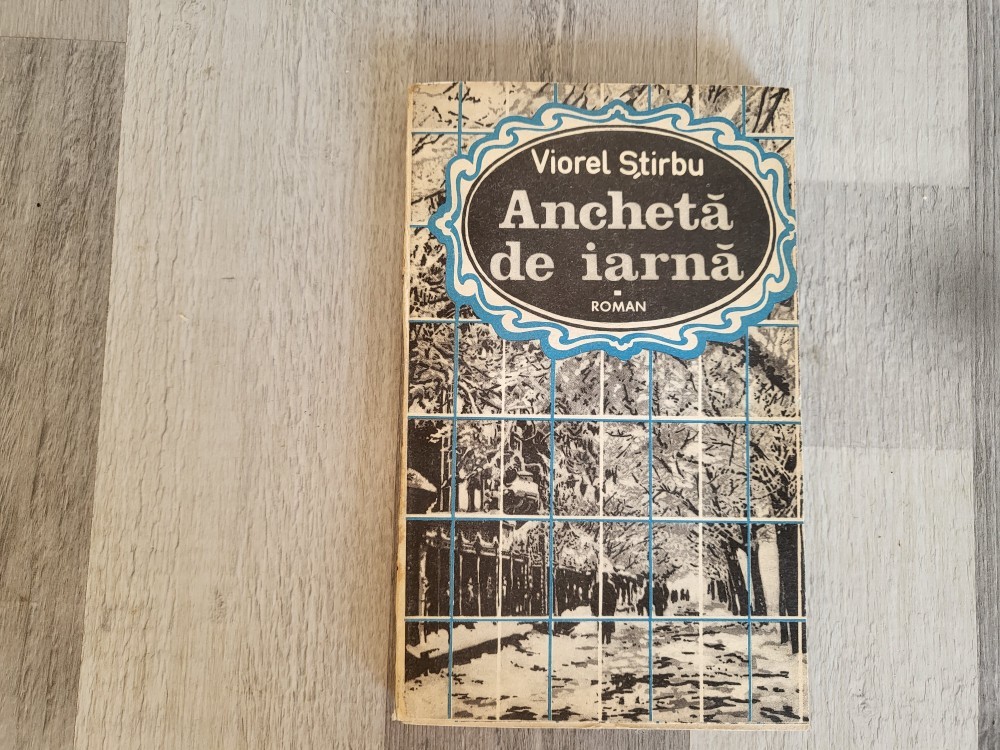 Viorel Știrbu
Anchetă
de iarnă
ROMAN